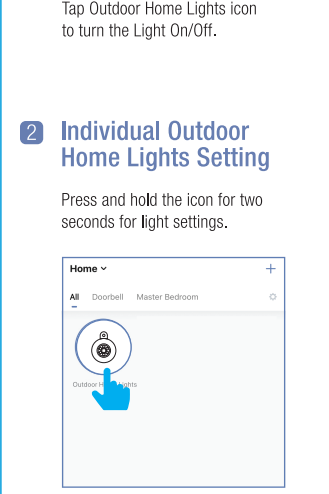 Tap Outdoor Home Lights icon
to turn the Light On/Off.
2 Individual Outdoor
Home Lights Setting
Press and hold the icon for two
seconds for light settings.
Home
All Doorbell Master Bedroom
Outdoor Lights